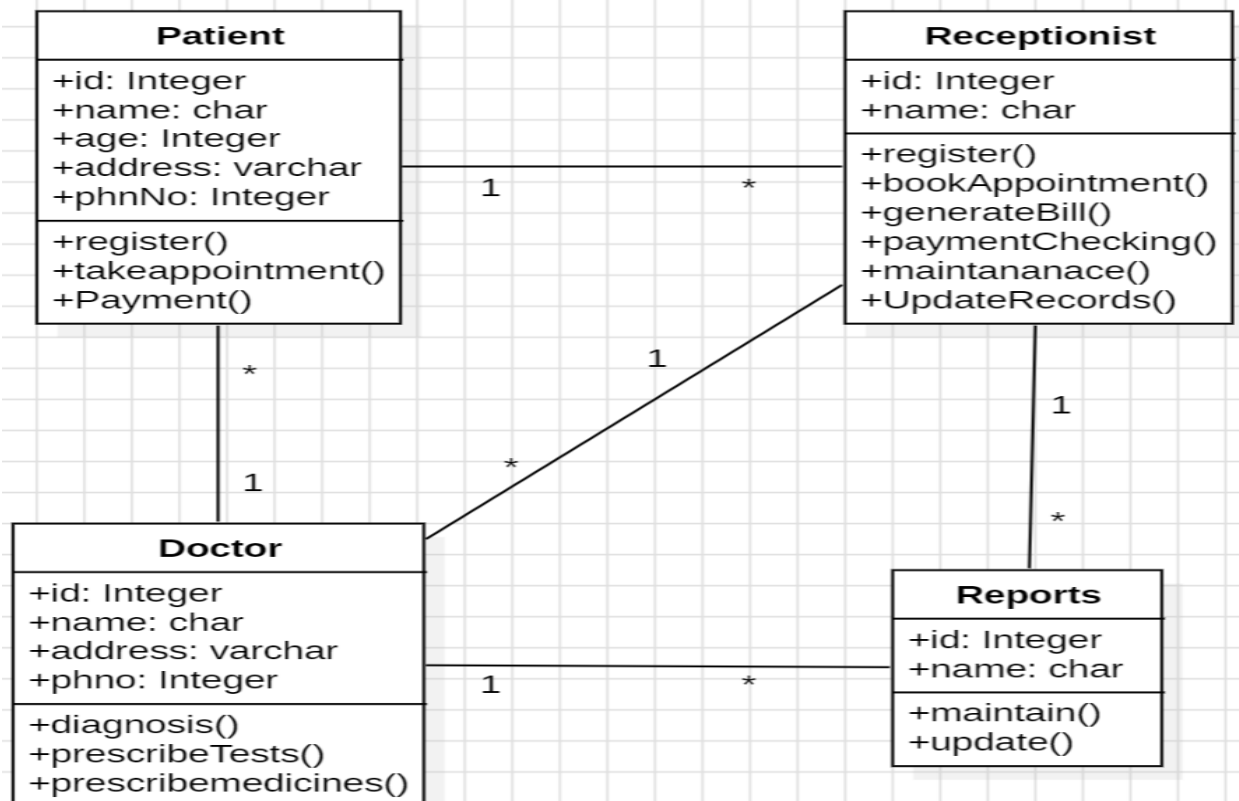 Patient
+id: Integer
+name: char
+age: Integer
+address: varchar
+phnNo: Integer
+register()
+takeappointment()
+Payment()
Receptionist
+id: Integer
+name: char
+register()
+bookAppointment()
+generateBill()
+paymentChecking()
+maintananace()
+UpdateRecords()
1
*
*
1
1
*
1
*
Doctor
+id: Integer
+name: char
+address: varchar
+phno: Integer
+diagnosis()
+prescribeTests()
+prescribemedicines()
1
*
Reports
+id: Integer
+name: char
+maintain()
+update()